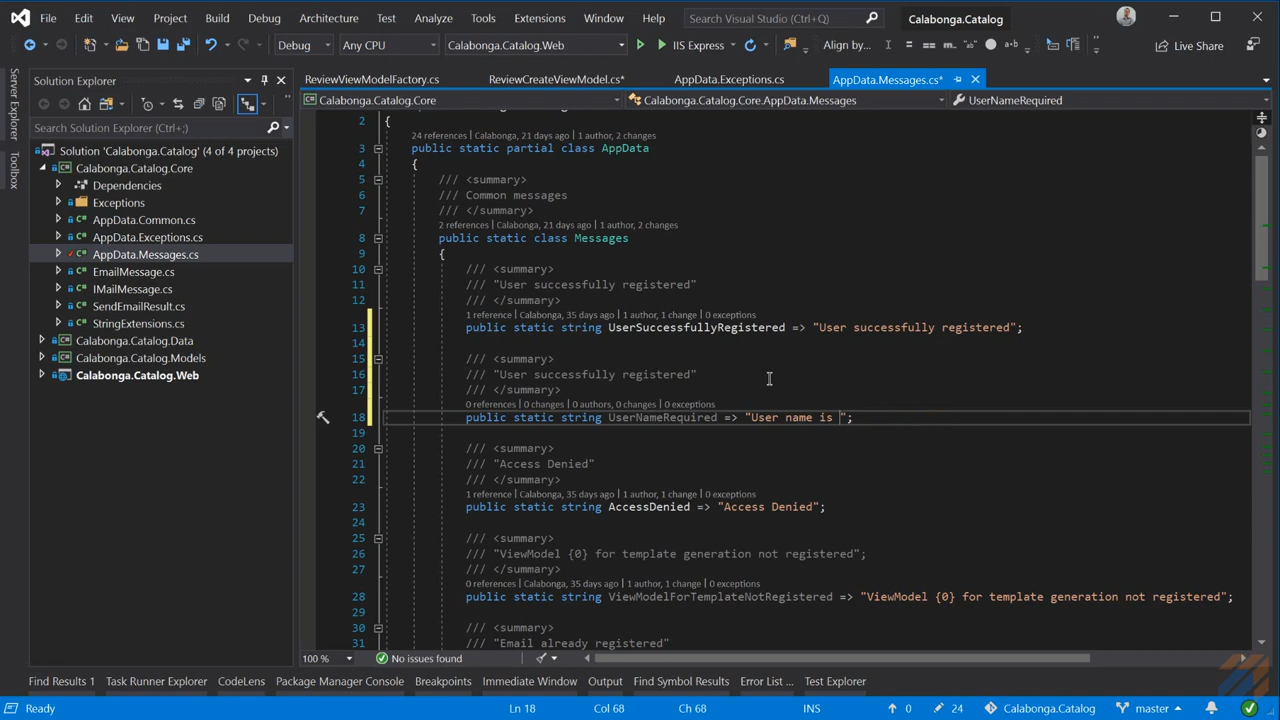 File Edit View Project Build Debug Architecture Test Analyze Tools Extensions Window Help Search Visual Studio (Ctrl+Q) Calabonga.Catalog
Debug Any CPU Calabonga.Catalog.Web IIS Express Align by... Live Share
Server Explorer
Toolbox
Solution Explorer
Search Solution Explorer (Ctrl+;)
Solution 'Calabonga.Catalog' (4 of 4 projects)
Calabonga.Catalog.Core
Dependencies
Exceptions
AppData.Common.cs
AppData.Exceptions.cs
AppData.Messages.cs
EmailMessage.cs
IMailMessage.cs
SendEmailResult.cs
StringExtensions.cs
Calabonga.Catalog.Data
Calabonga.Catalog.Models
Calabonga.Catalog.Web
ReviewViewModelFactory.cs ReviewCreateViewModel.cs* AppData.Exceptions.cs AppData.Messages.cs*
Calabonga.Catalog.Core Calabonga.Catalog.Core.AppData.Messages UserNameRequired
2 {
24 references | Calabonga, 21 days ago | 1 author, 2 changes
3 public static partial class AppData
4 {
5 /// <summary>
6 /// Common messages
7 /// </summary>
2 references | Calabonga, 21 days ago | 1 author, 2 changes
8 public static class Messages
9 {
10 /// <summary>
11 /// "User successfully registered"
12 /// </summary>
1 reference | Calabonga, 35 days ago | 1 author, 1 change | 0 exceptions
13 public static string UserSuccessfullyRegistered => "User successfully registered";
14
15 /// <summary>
16 /// "User successfully registered"
17 /// </summary>
0 references | 0 changes | 0 authors, 0 changes | 0 exceptions
18 public static string UserNameRequired => "User name is ";
19
20 /// <summary>
21 /// "Access Denied"
22 /// </summary>
1 reference | Calabonga, 35 days ago | 1 author, 1 change | 0 exceptions
23 public static string AccessDenied => "Access Denied";
24
25 /// <summary>
26 /// "ViewModel {0} for template generation not registered";
27 /// </summary>
0 references | Calabonga, 35 days ago | 1 author, 1 change | 0 exceptions
28 public static string ViewModelForTemplateNotRegistered => "ViewModel {0} for template generation not registered";
29
30 /// <summary>
31 /// "Email already registered"
100 % No issues found
Find Results 1 Task Runner Explorer CodeLens Package Manager Console Breakpoints Immediate Window Output Find Symbol Results Error List ... Test Explorer
Ready Ln 18 Col 68 Ch 68 INS 0 24 Calabonga.Catalog master